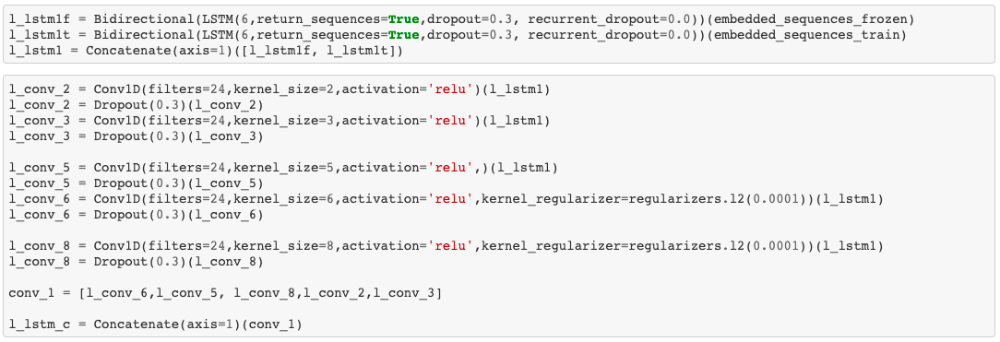 l_lstm1f = Bidirectional(LSTM(6,return_sequences=True,dropout=0.3, recurrent_dropout=0.0))(embedded_sequences_frozen)
l_lstm1t = Bidirectional(LSTM(6,return_sequences=True,dropout=0.3, recurrent_dropout=0.0))(embedded_sequences_train)
l_lstm1 = Concatenate(axis=1)([l_lstm1f, l_lstm1t])
l_conv_2 = Conv1D(filters=24,kernel_size=2,activation='relu')(l_lstm1)
l_conv_2 = Dropout(0.3)(l_conv_2)
l_conv_3 = Conv1D(filters=24,kernel_size=3,activation='relu')(l_lstm1)
l_conv_3 = Dropout(0.3)(l_conv_3)
l_conv_5 = Conv1D(filters=24,kernel_size=5,activation='relu',)(l_lstm1)
l_conv_5 = Dropout(0.3)(l_conv_5)
l_conv_6 = Conv1D(filters=24,kernel_size=6,activation='relu',kernel_regularizer=regularizers.l2(0.0001))(l_lstm1)
l_conv_6 = Dropout(0.3)(l_conv_6)
l_conv_8 = Conv1D(filters=24,kernel_size=8,activation='relu',kernel_regularizer=regularizers.l2(0.0001))(l_lstm1)
l_conv_8 = Dropout(0.3)(l_conv_8)
conv_1 = [l_conv_6,l_conv_5, l_conv_8,l_conv_2,l_conv_3]
l_lstm_c = Concatenate(axis=1)(conv_1)